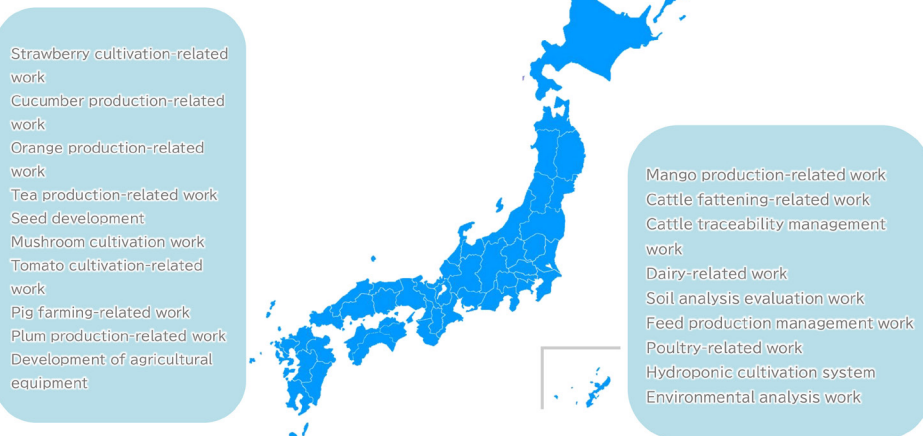 Strawberry cultivation-related
work
Cucumber production-related
work
Orange production-related
work
Tea production-related work
Seed development
Mushroom cultivation work
Tomato cultivation-related
work
Pig farming-related work
Plum production-related work
Development of agricultural
equipment
Mango production-related work
Cattle fattening-related work
Cattle traceability management
work
Dairy-related work
Soil analysis evaluation work
Feed production management work
Poultry-related work
Hydroponic cultivation system
Environmental analysis work